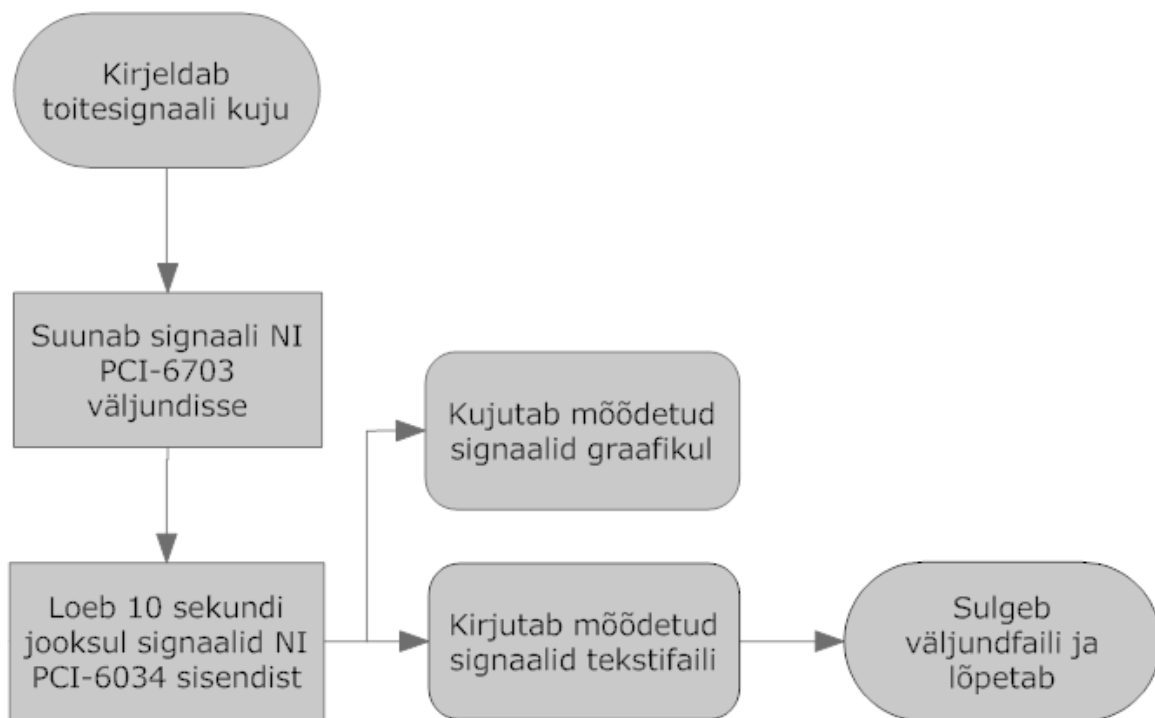 Kirjeldab
toitesignaali kuju
Suunab signaali NI
PCI-6703
väljundisse
Kujutab mõõdetud
signaalid graafikul
Loeb 10 sekundi
jooksul signaalid NI
PCI-6034 sisendist
Kirjutab mõõdetud
signaalid tekstifaili
Sulgeb
väljundfaili ja
lõpetab